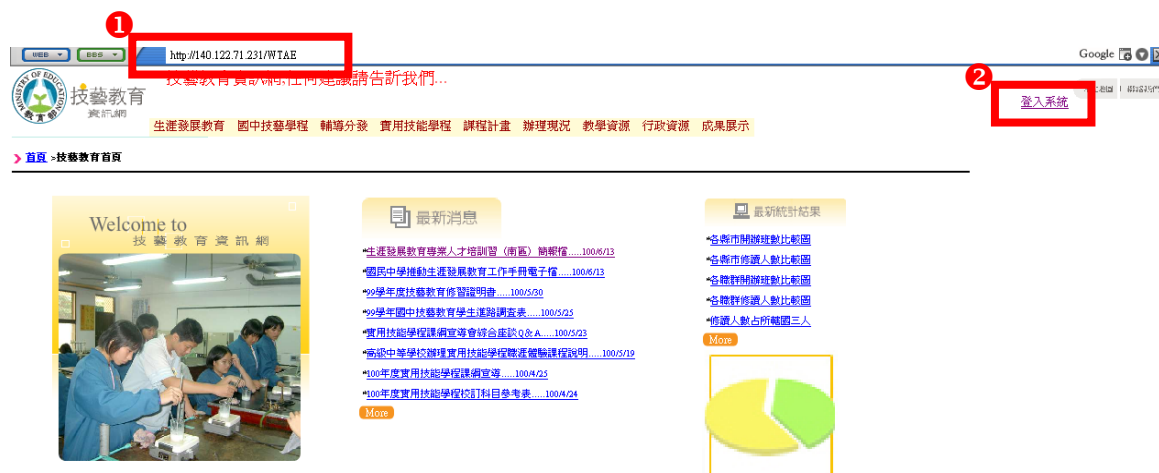 ❶
WEB BBS http://140.122.71.231/WTAE Google
技藝教育資訊網,任何建議請告訴我們...
❷
登入系統
MINISTRY OF EDUCATION 教育部
技藝教育
資訊網
生涯發展教育 國中技藝學程 輔導分發 實用技能學程 課程計畫 辦理現況 教學資源 行政資源 成果展示
首頁 >技藝教育首頁
Welcome to
技藝教育資訊網
最新消息
生涯發展教育專業人才培訓習（南區）簡報檔.....100/6/13
國民中學推動生涯發展教育工作手冊電子檔.....100/6/13
99學年度技藝教育修習證明書.....100/5/30
99學年國中技藝教育學生進路調查表.....100/5/25
實用技能學程課綱宣導會綜合座談Q&A.....100/5/23
高級中等學校辦理實用技能學程職涯體驗課程說明.....100/5/19
100年度實用技能學程課綱宣導.....100/4/25
100年度實用技能學程校訂科目參考表.....100/4/24
More
最新統計結果
各縣市開辦班數比較圖
各縣市修讀人數比較圖
各職群開辦班數比較圖
各職群修讀人數比較圖
修讀人數占所轄國三人
More